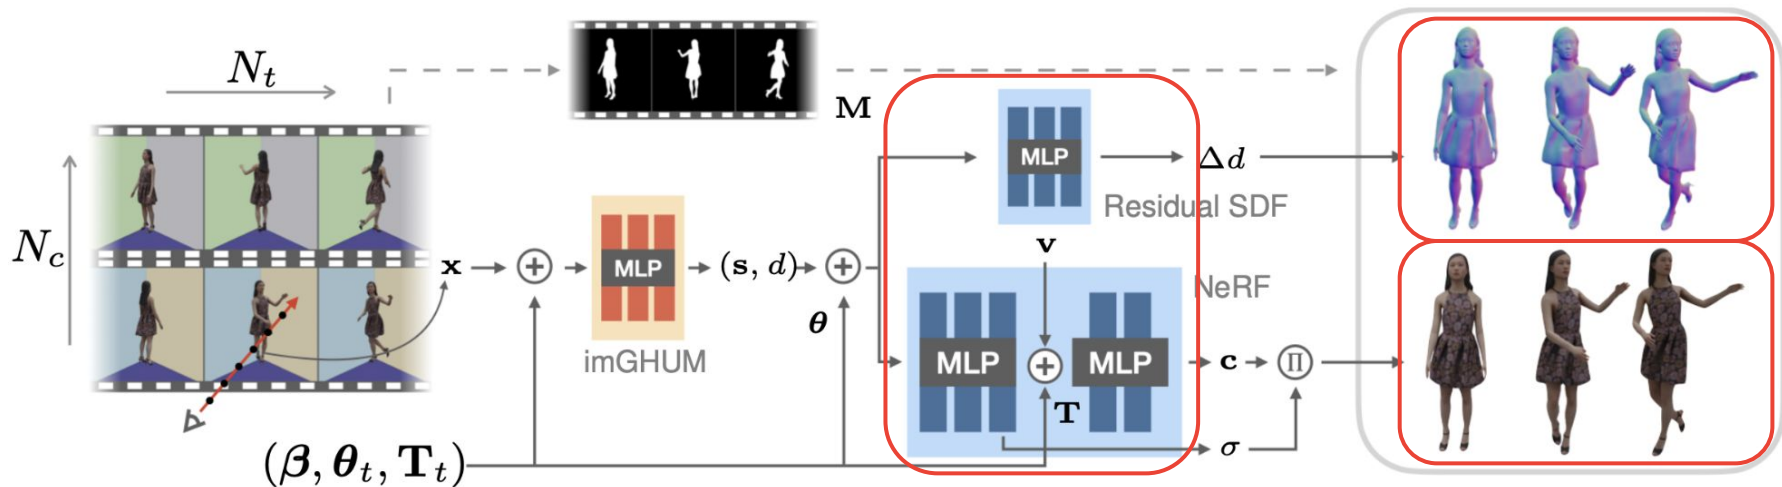 N_t
M
MLP
Δd
Residual SDF
N_c
x
MLP
(s, d)
v
NeRF
θ
imGHUM
MLP
MLP
c
Π
T
σ
(β, θ_t, T_t)